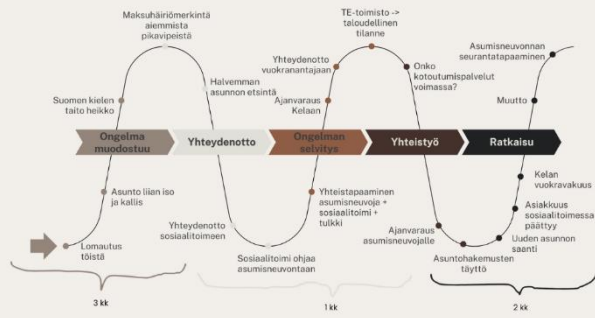 Maksuhäiriömerkintä
aiemmista
pikavipeistä
TE-toimisto ->
taloudellinen
tilanne
Asumisneuvonnan
seurantatapaaminen
Yhteydenotto
vuokranantajaan
Onko
kotoutumispalvelut
voimassa?
Halvemman
asunnon etsintä
Suomen kielen
taito heikko
Ajanvaraus
Kelaan
Muutto
Ongelma
muodostuu
Yhteydenotto
Ongelman
selvitys
Yhteistyö
Ratkaisu
Asunto liian iso
ja kallis
Yhteistapaaminen
asumisneuvoja +
sosiaalitoimi +
tulkki
Kelan
vuokravakuus
Asiakkuus
sosiaalitoimessa
päättyy
Yhteydenotto
sosiaalitoimeen
Ajanvaraus
asumisneuvojalle
Uuden asunnon
saanti
Lomautus
töistä
Sosiaalitoimi ohjaa
asumisneuvontaan
Asuntohakemusten
täyttö
3 kk
1 kk
2 kk